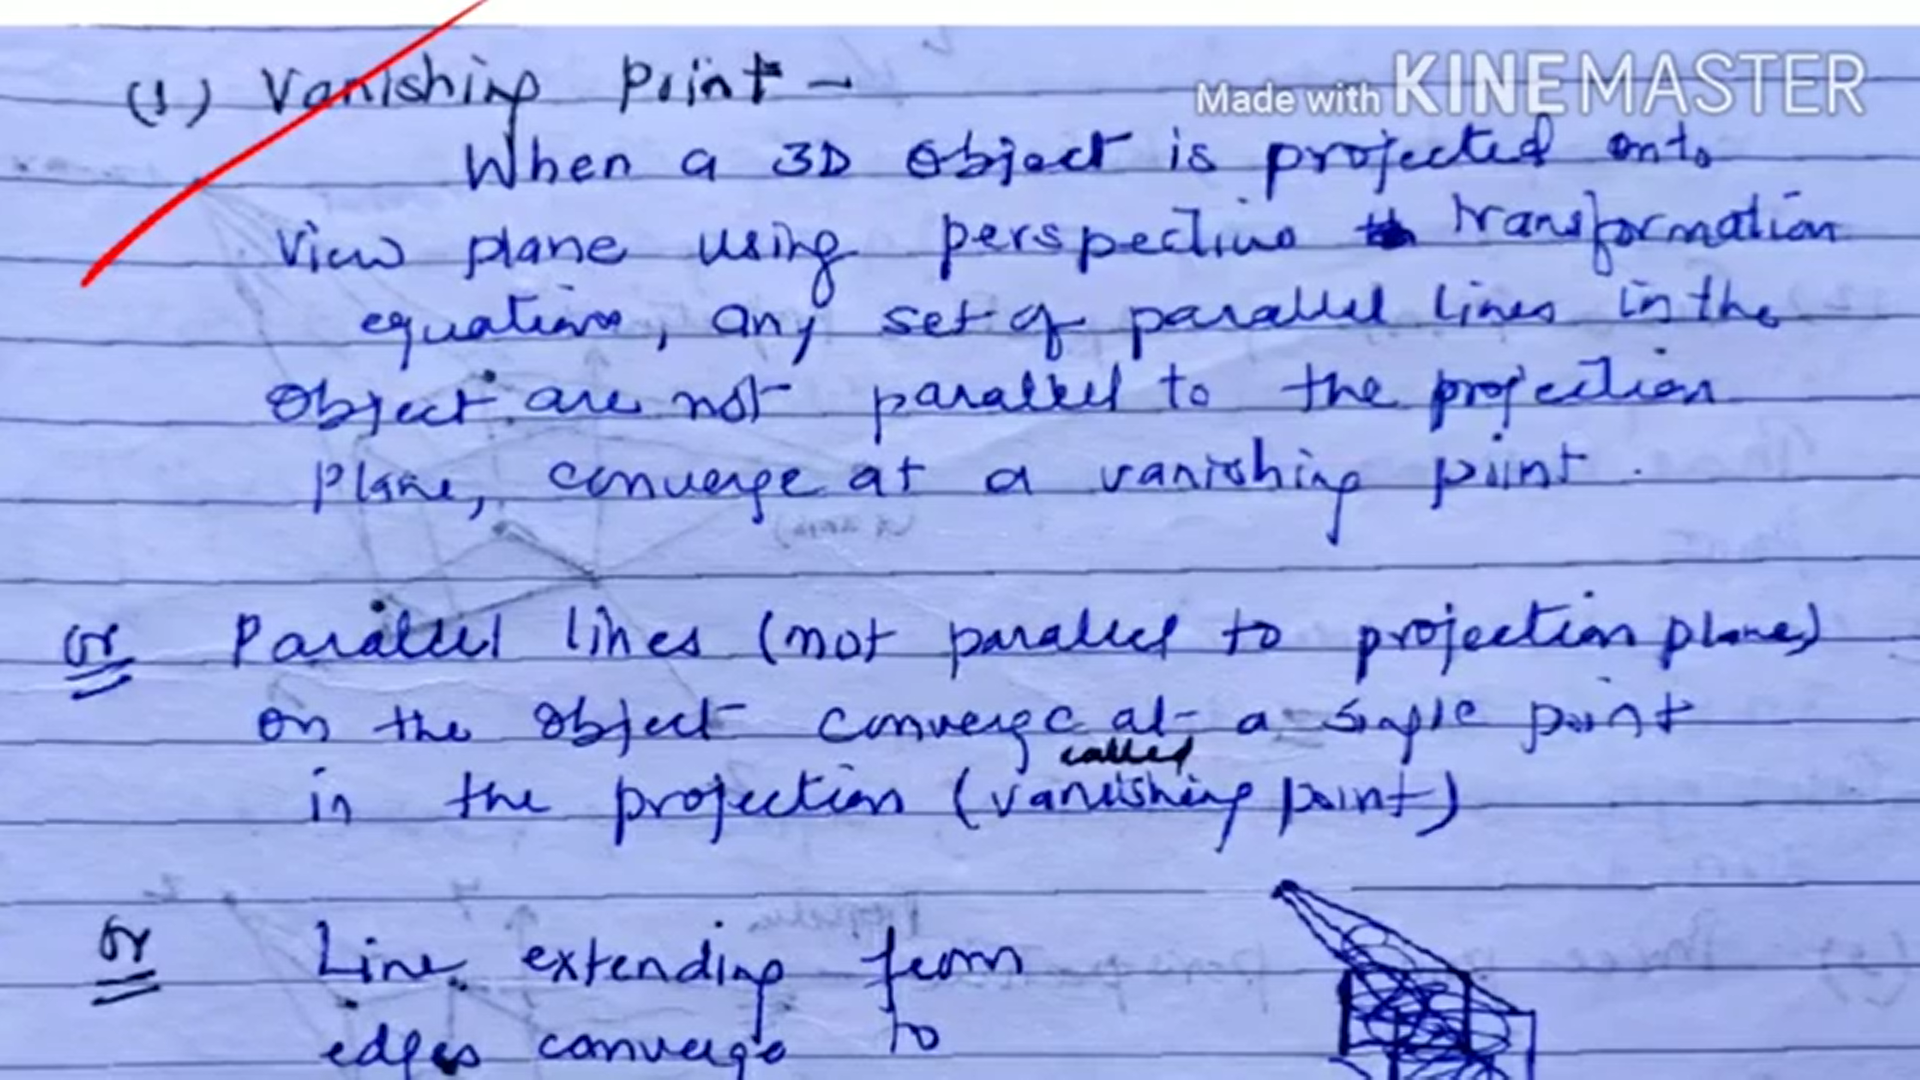 Made with KINEMASTER
(1) Vanishing Point -
When a 3D Object is projected onto
View plane using perspective transformation
equations, any set of parallel lines in the
Object are not parallel to the projection
Plane, converge at a vanishing point.
or Parallel lines (not parallel to projection plane)
on the object converge at a single point
called
in the projection (vanishing point)
or Line extending from
edges converge to